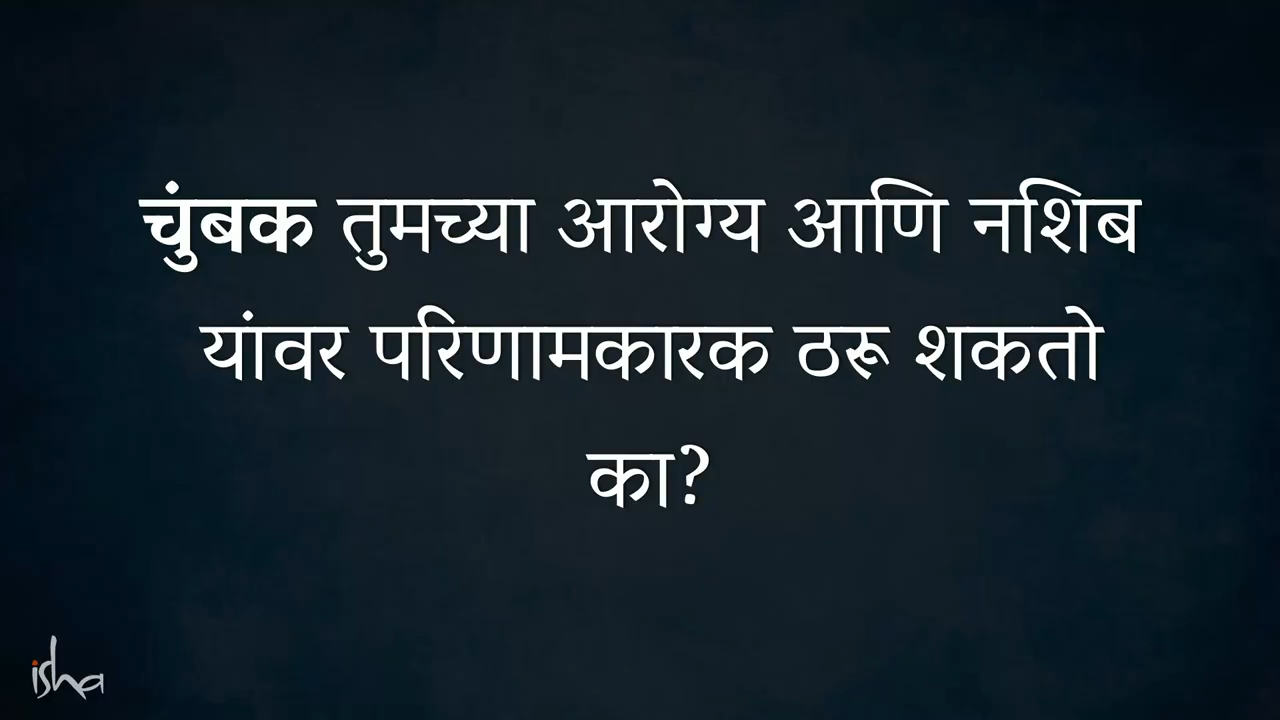 चुंबक तुमच्या आरोग्य आणि नशिब
यांवर परिणामकारक ठरू शकतो
का?
isha